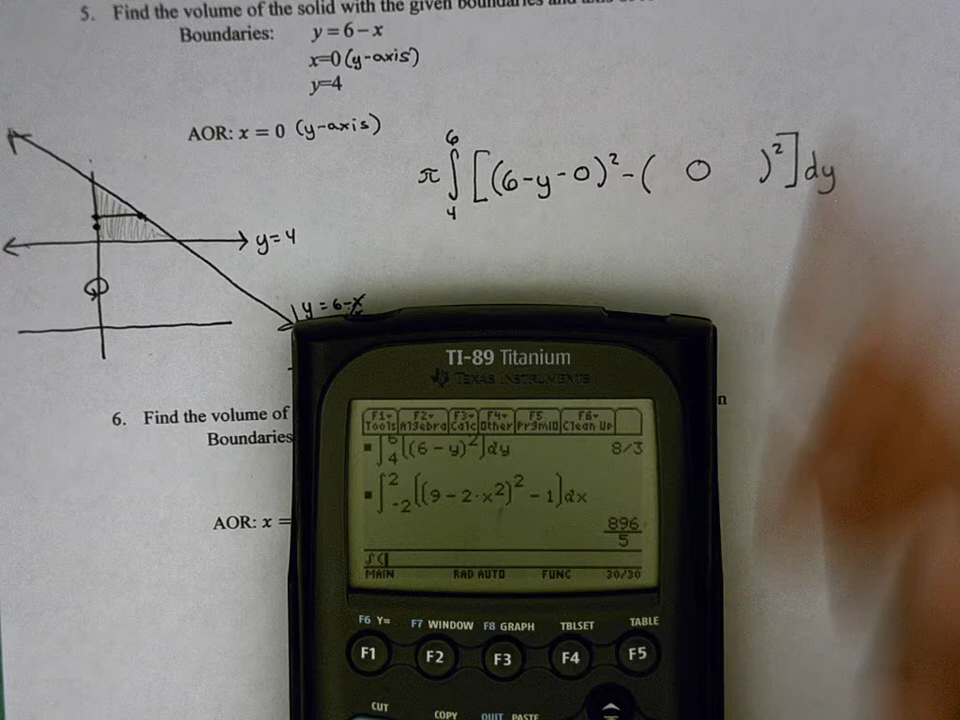 5. Find the volume of the solid with the given boundaries and
Boundaries: y = 6 - x
x=0 (y-axis)
y=4
AOR: x = 0 (y-axis)
π ∫₄⁶ [(6-y-0)² - ( 0 )²] dy
y=4
y = 6-x
6. Find the volume of
n
Boundaries
AOR: x =
TI-89 Titanium
TEXAS INSTRUMENTS
F1 F2 F3 F4 F5 F6
Tools Algebra Calc Other PrgmIO Clean Up
∫₄⁶ [(6 - y)²] dy 8/3
∫₋₂² ((9 - 2·x²)² - 1) dx
896/5
∫(
MAIN RAD AUTO FUNC 30/30
F6 Y= F7 WINDOW F8 GRAPH TBLSET TABLE
F1 F2 F3 F4 F5
CUT COPY QUIT PASTE